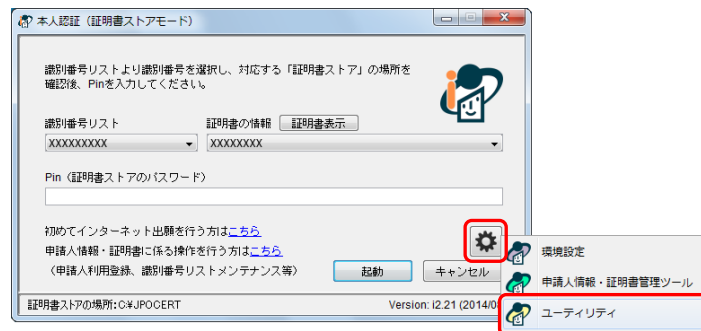 本人認証（証明書ストアモード）
識別番号リストより識別番号を選択し、対応する「証明書ストア」の場所を
確認後、Pinを入力してください。
識別番号リスト 証明書の情報 証明書表示
XXXXXXXXX XXXXXXXX
Pin（証明書ストアのパスワード）
初めてインターネット出願を行う方はこちら
申請人情報・証明書に係る操作を行う方はこちら
（申請人利用登録、識別番号リストメンテナンス等） 起動 キャンセル
証明書ストアの場所:C¥JPOCERT Version: i2.21 (2014/0
環境設定
申請人情報・証明書管理ツール
ユーティリティ